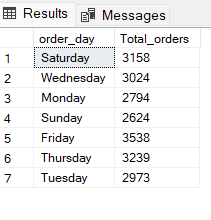 Results Messages
order_day Total_orders
1 Saturday 3158
2 Wednesday 3024
3 Monday 2794
4 Sunday 2624
5 Friday 3538
6 Thursday 3239
7 Tuesday 2973